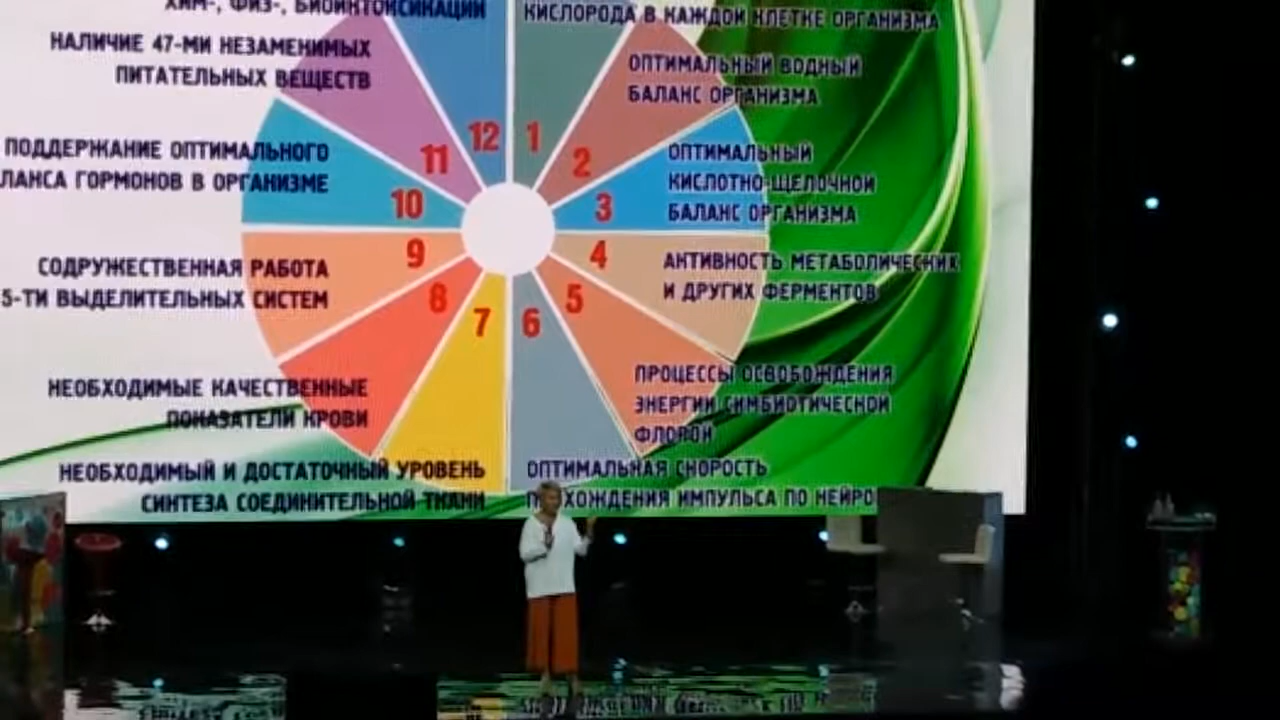 КИСЛОРОДА В КАЖДОЙ КЛЕТКЕ ОРГАНИЗМА
1
ОПТИМАЛЬНЫЙ ВОДНЫЙ
БАЛАНС ОРГАНИЗМА
2
ОПТИМАЛЬНЫЙ
КИСЛОТНО-ЩЕЛОЧНОЙ
БАЛАНС ОРГАНИЗМА
3
АКТИВНОСТЬ МЕТАБОЛИЧЕСКИХ
И ДРУГИХ ФЕРМЕНТОВ
4
ПРОЦЕССЫ ОСВОБОЖДЕНИЯ
ЭНЕРГИИ СИМБИОТИЧЕСКОЙ
ФЛОРОЙ
5
ОПТИМАЛЬНАЯ СКОРОСТЬ
ИМПУЛЬСА ПО НЕЙРО
6
НЕОБХОДИМЫЙ И ДОСТАТОЧНЫЙ УРОВЕНЬ
СИНТЕЗА СОЕДИНИТЕЛЬНОЙ ТКАНИ
7
НЕОБХОДИМЫЕ КАЧЕСТВЕННЫЕ
ПОКАЗАТЕЛИ КРОВИ
8
СОДРУЖЕСТВЕННАЯ РАБОТА
5-ТИ ВЫДЕЛИТЕЛЬНЫХ СИСТЕМ
9
ПОДДЕРЖАНИЕ ОПТИМАЛЬНОГО
ЛАНСА ГОРМОНОВ В ОРГАНИЗМЕ
10
НАЛИЧИЕ 47-МИ НЕЗАМЕНИМЫХ
ПИТАТЕЛЬНЫХ ВЕЩЕСТВ
11
ХИМ-, ФИЗ-, БИОИНТОКСИКАЦИИ
12